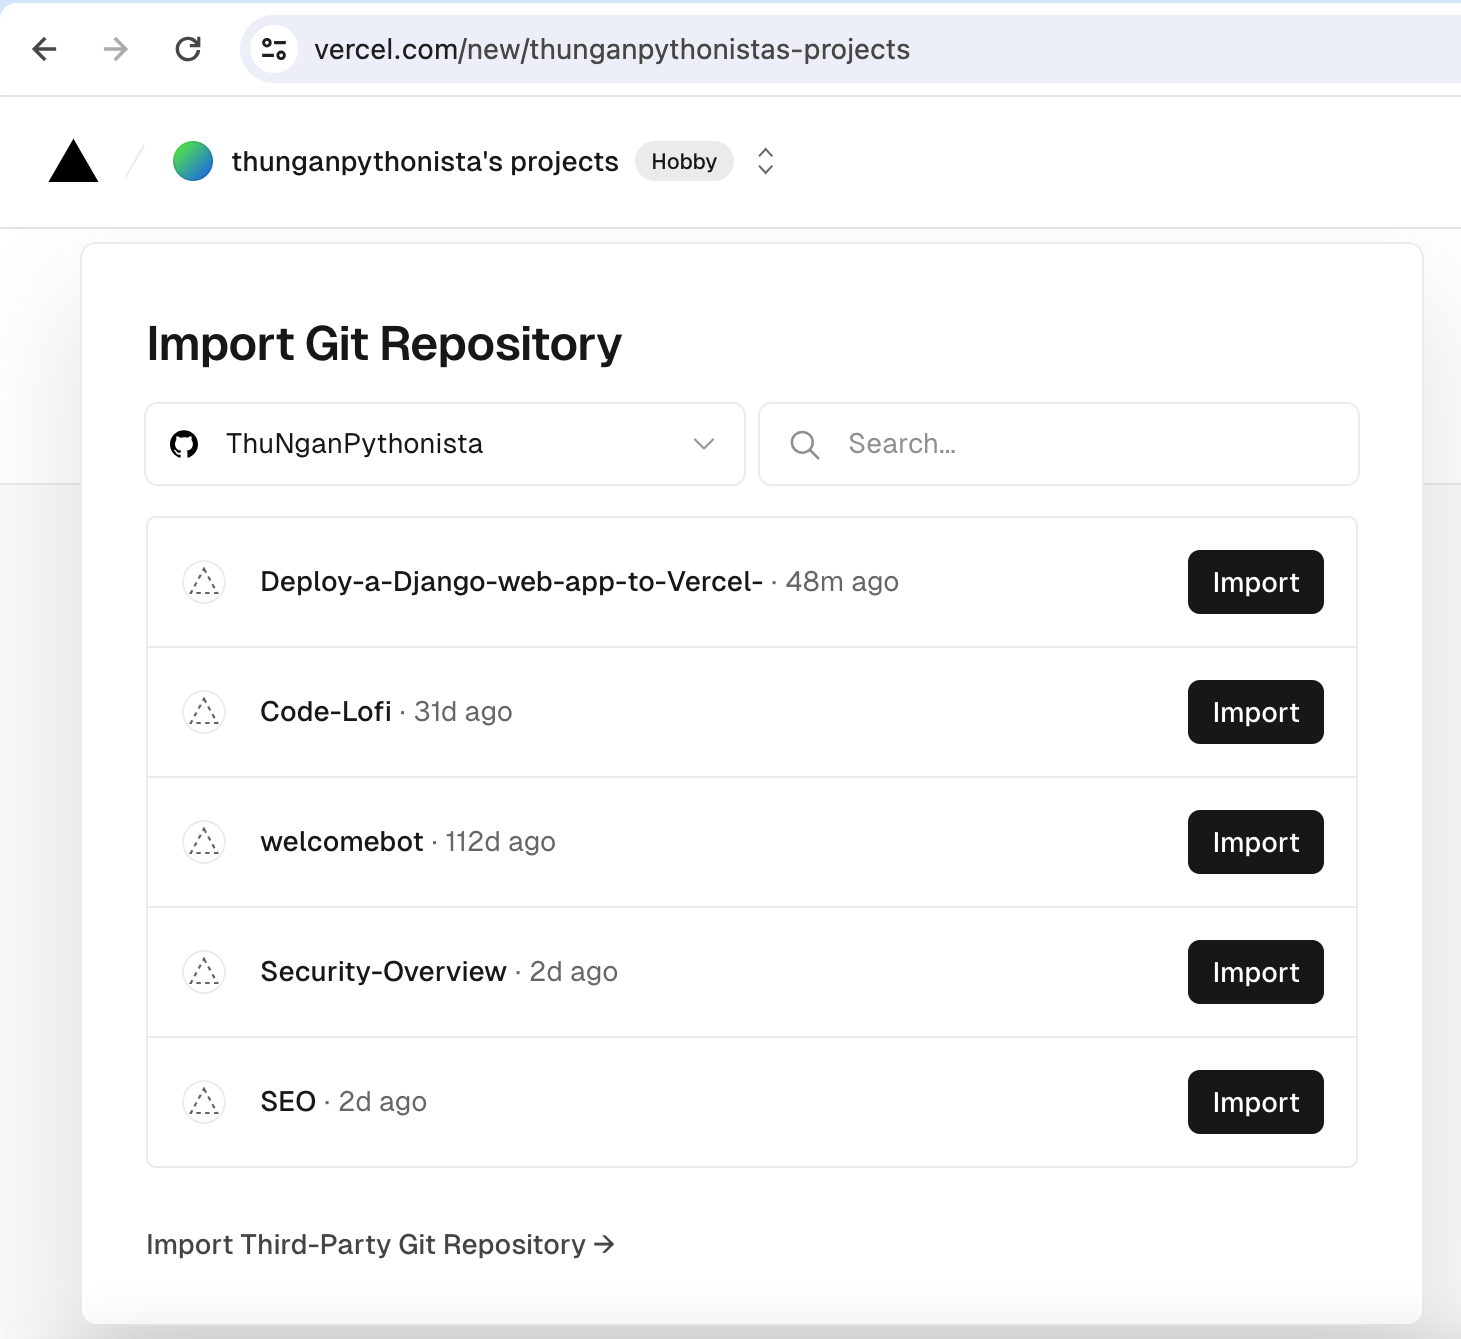 vercel.com/new/thunganpythonistas-projects
thunganpythonista's projects Hobby
Import Git Repository
ThuNganPythonista Search...
Deploy-a-Django-web-app-to-Vercel- · 48m ago Import
Code-Lofi · 31d ago Import
welcomebot · 112d ago Import
Security-Overview · 2d ago Import
SEO · 2d ago Import
Import Third-Party Git Repository →